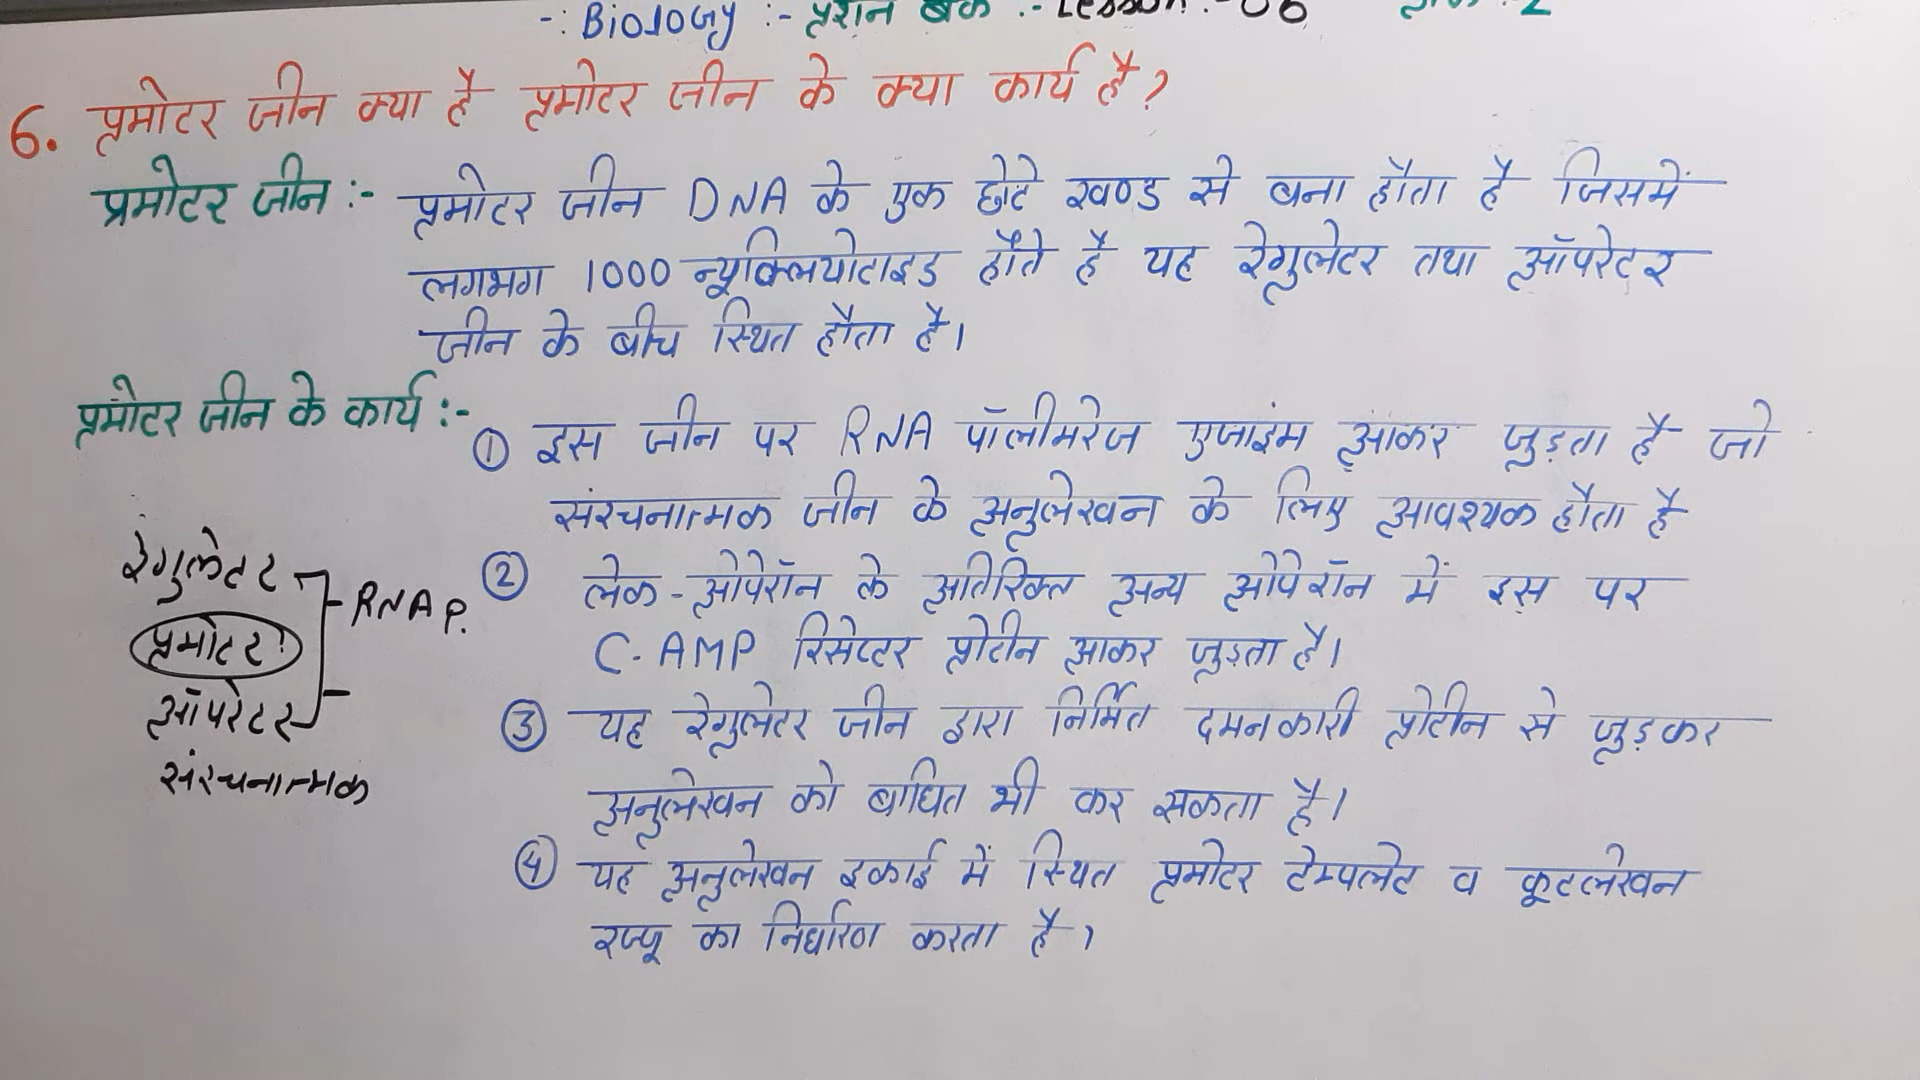 -: Biology :- प्रशन बैंक :- Lesson :- 06
6. प्रमोटर जीन क्या है प्रमोटर जीन के क्या कार्य है?
प्रमोटर जीन :- प्रमोटर जीन DNA के एक छोटे खण्ड से बना होता है जिसमें
लगभग 1000 न्यूक्लियोटाइड होते है यह रेगुलेटर तथा ऑपरेटर
जीन के बीच स्थित होता है।
प्रमोटर जीन के कार्य :-
① इस जीन पर RNA पॉलीमरेज एजाइंम आकर जुड़ता है जो
संरचनात्मक जीन के अनुलेखन के लिए आवश्यक होता है
② लेक - ओपेरॉन के अतिरिक्त अन्य ओपेरॉन में इस पर
C-AMP रिसेप्टर प्रोटीन आकर जुड़ता है।
③ यह रेगुलेटर जीन द्वारा निर्मित दमनकारी प्रोटीन से जुड़कर
अनुलेखन को बाधित भी कर सकता है।
④ यह अनुलेखन इकाई में स्थित प्रमोटर टेम्पलेट व कूटलेखन
रज्जू का निर्धारण करता है।
रेगुलेटर
प्रमोटर
RNA P.
ऑपरेटर
संरचनात्मक